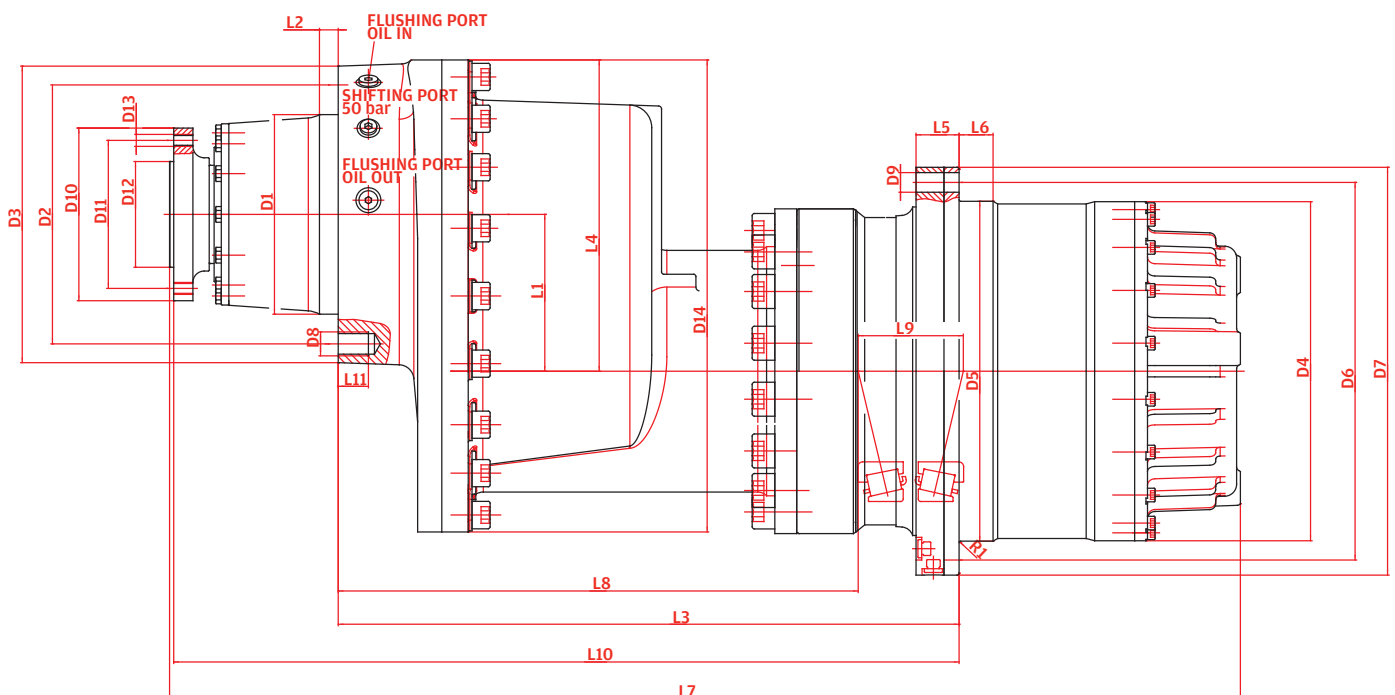 L2
FLUSHING PORT
OIL IN
SHIFTING PORT
50 bar
FLUSHING PORT
OIL OUT
D3
D2
D10
D11
D13
D12
D1
D8
L11
L4
L1
D14
L5
L6
D9
L9
D5
R1
D4
D6
D7
L8
L3
L10
L7